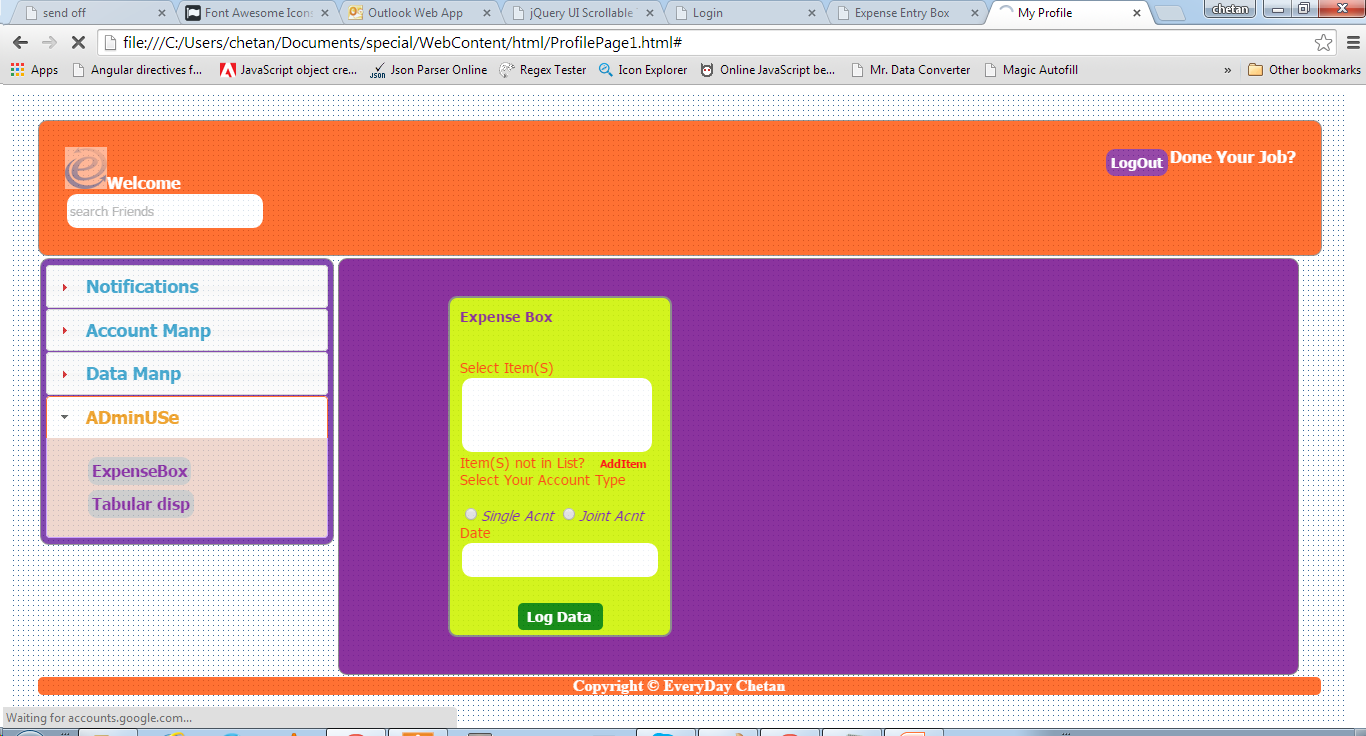 send off
Font Awesome Icons
Outlook Web App
jQuery UI Scrollable
Login
Expense Entry Box
My Profile
chetan
file:///C:/Users/chetan/Documents/special/WebContent/html/ProfilePage1.html#
Apps
Angular directives f...
JavaScript object cre...
Json Parser Online
Regex Tester
Icon Explorer
Online JavaScript be...
Mr. Data Converter
Magic Autofill
»
Other bookmarks
Welcome
LogOut Done Your Job?
search Friends
Notifications
Account Manp
Data Manp
ADminUSe
ExpenseBox
Tabular disp
Expense Box
Select Item(S)
Item(S) not in List? AddItem
Select Your Account Type
Single Acnt Joint Acnt
Date
Log Data
Copyright © EveryDay Chetan
Waiting for accounts.google.com...